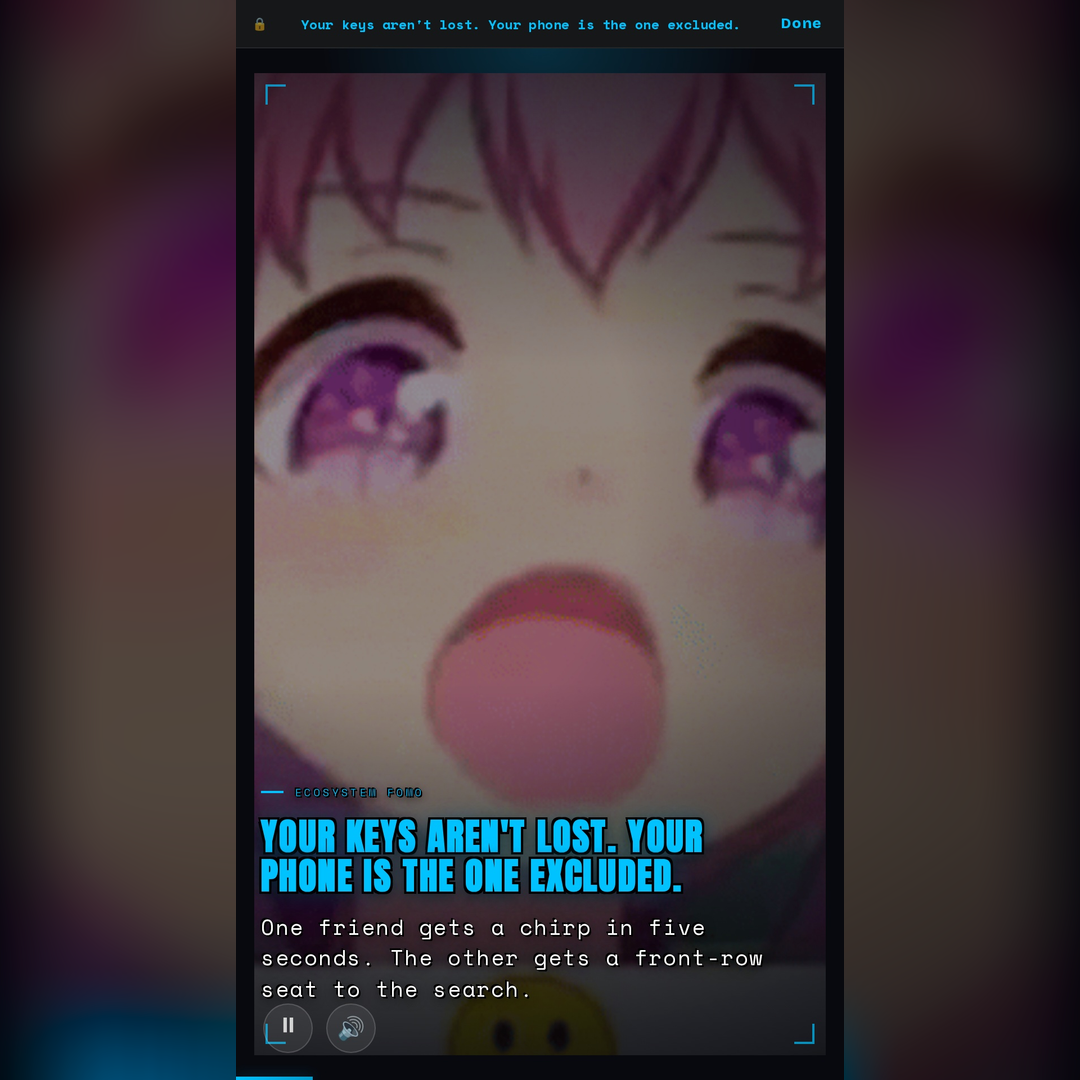 Your keys aren't lost. Your phone is the one excluded.
Done
ECOSYSTEM FOMO
YOUR KEYS AREN'T LOST. YOUR
PHONE IS THE ONE EXCLUDED.
One friend gets a chirp in five
seconds. The other gets a front-row
seat to the search.